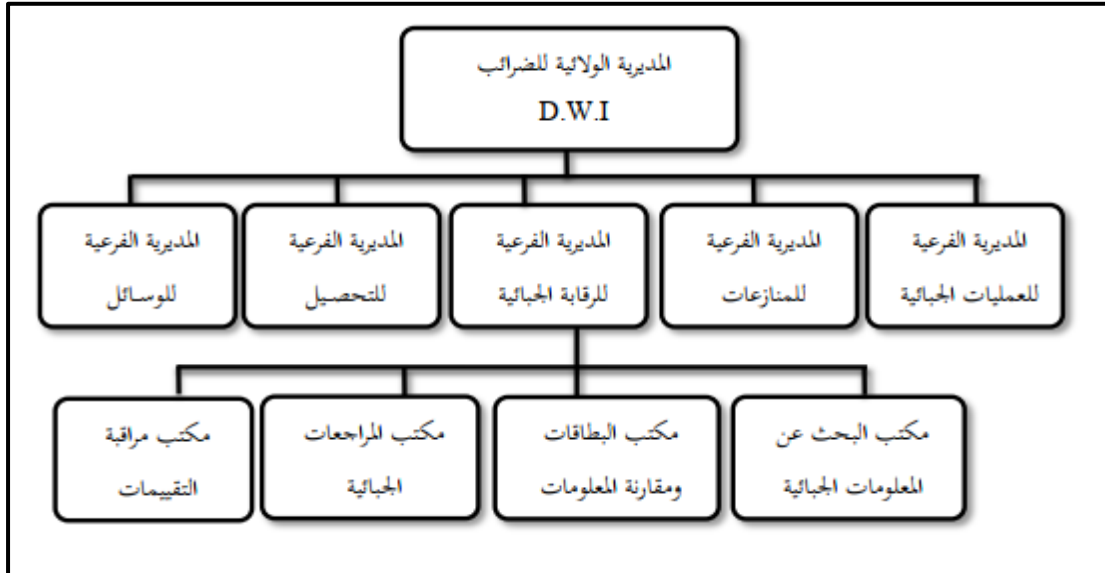 المديرية الولائية للضرائب
D.W.I
المديرية الفرعية
للعمليات الجبائية
المديرية الفرعية
للمنازعات
المديرية الفرعية
للرقابة الجبائية
المديرية الفرعية
للتحصيل
المديرية الفرعية
للوسائل
مكتب البحث عن
المعلومات الجبائية
مكتب البطاقات
ومقارنة المعلومات
مكتب المراجعات
الجبائية
مكتب مراقبة
التقييمات